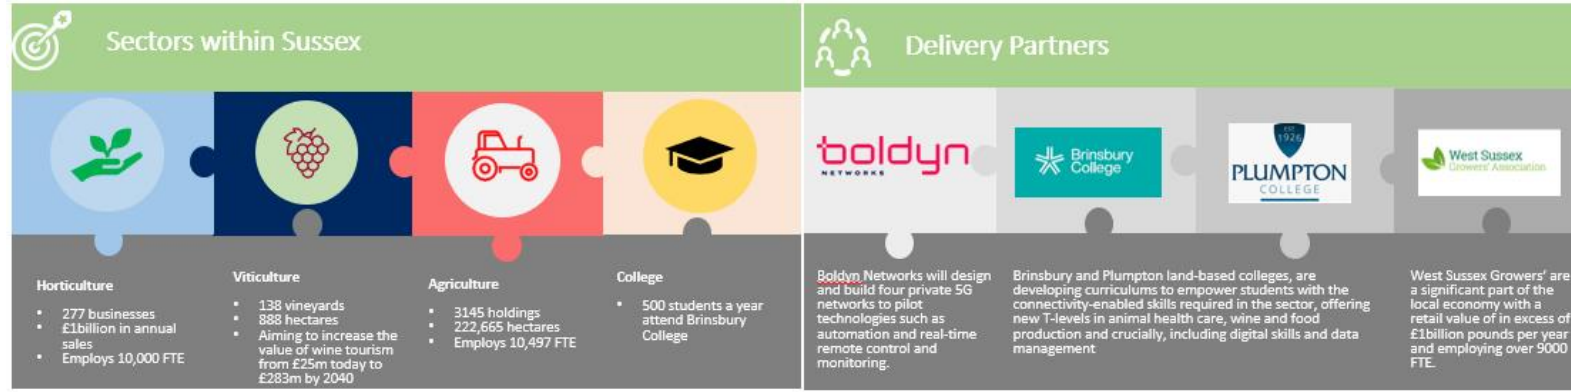 Sectors within Sussex
Horticulture
277 businesses
£1billion in annual
sales
Employs 10,000 FTE
Viticulture
138 vineyards
888 hectares
Aiming to increase the
value of wine tourism
from £25m today to
£283m by 2040
Agriculture
3145 holdings
222,665 hectares
Employs 10,497 FTE
College
500 students a year
attend Brinsbury
College
Delivery Partners
boldyn
NETWORKS
Brinsbury
College
EST
1926
PLUMPTON
COLLEGE
West Sussex
Growers' Association
Boldyn Networks will design
and build four private 5G
networks to pilot
technologies such as
automation and real-time
remote control and
monitoring.
Brinsbury and Plumpton land-based colleges, are
developing curriculums to empower students with the
connectivity-enabled skills required in the sector, offering
new T-levels in animal health care, wine and food
production and crucially, including digital skills and data
management
West Sussex Growers' are
a significant part of the
local economy with a
retail value of in excess of
£1billion pounds per year
and employing over 9000
FTE.